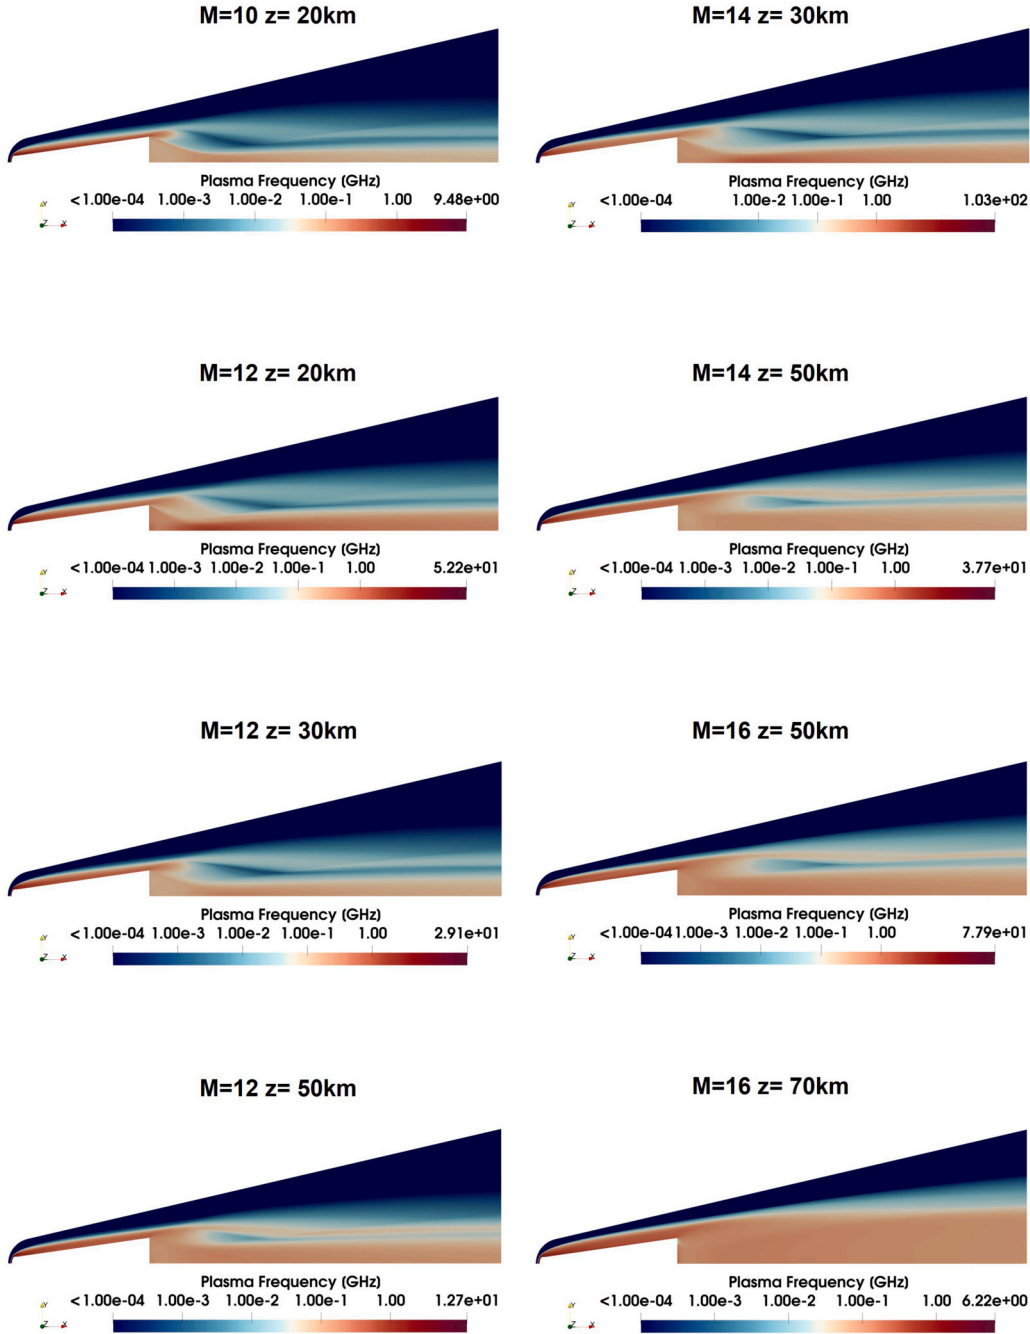 M=10 z= 20km
Plasma Frequency (GHz)
<1.00e-04 1.00e-3 1.00e-2 1.00e-1 1.00 9.48e+00
Y
Z X
M=14 z= 30km
Plasma Frequency (GHz)
<1.00e-04 1.00e-2 1.00e-1 1.00 1.03e+02
Y
Z X
M=12 z= 20km
Plasma Frequency (GHz)
<1.00e-04 1.00e-3 1.00e-2 1.00e-1 1.00 5.22e+01
Y
Z X
M=14 z= 50km
Plasma Frequency (GHz)
<1.00e-04 1.00e-3 1.00e-2 1.00e-1 1.00 3.77e+01
Y
Z X
M=12 z= 30km
Plasma Frequency (GHz)
<1.00e-04 1.00e-3 1.00e-2 1.00e-1 1.00 2.91e+01
Y
Z X
M=16 z= 50km
Plasma Frequency (GHz)
<1.00e-04 1.00e-3 1.00e-2 1.00e-1 1.00 7.79e+01
Y
Z X
M=12 z= 50km
Plasma Frequency (GHz)
<1.00e-04 1.00e-3 1.00e-2 1.00e-1 1.00 1.27e+01
Y
Z X
M=16 z= 70km
Plasma Frequency (GHz)
<1.00e-04 1.00e-3 1.00e-2 1.00e-1 1.00 6.22e+00
Y
Z X